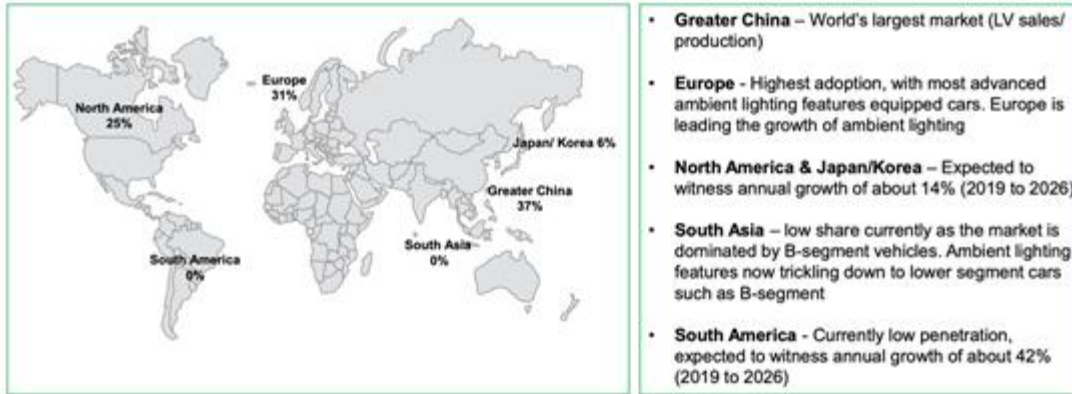 Europe
31%
North America
25%
Japan/ Korea 6%
Greater China
37%
South Asia
0%
South America
0%
• Greater China – World's largest market (LV sales/
production)
• Europe - Highest adoption, with most advanced
ambient lighting features equipped cars. Europe is
leading the growth of ambient lighting
• North America & Japan/Korea – Expected to
witness annual growth of about 14% (2019 to 2026)
• South Asia – low share currently as the market is
dominated by B-segment vehicles. Ambient lighting
features now trickling down to lower segment cars
such as B-segment
• South America - Currently low penetration,
expected to witness annual growth of about 42%
(2019 to 2026)